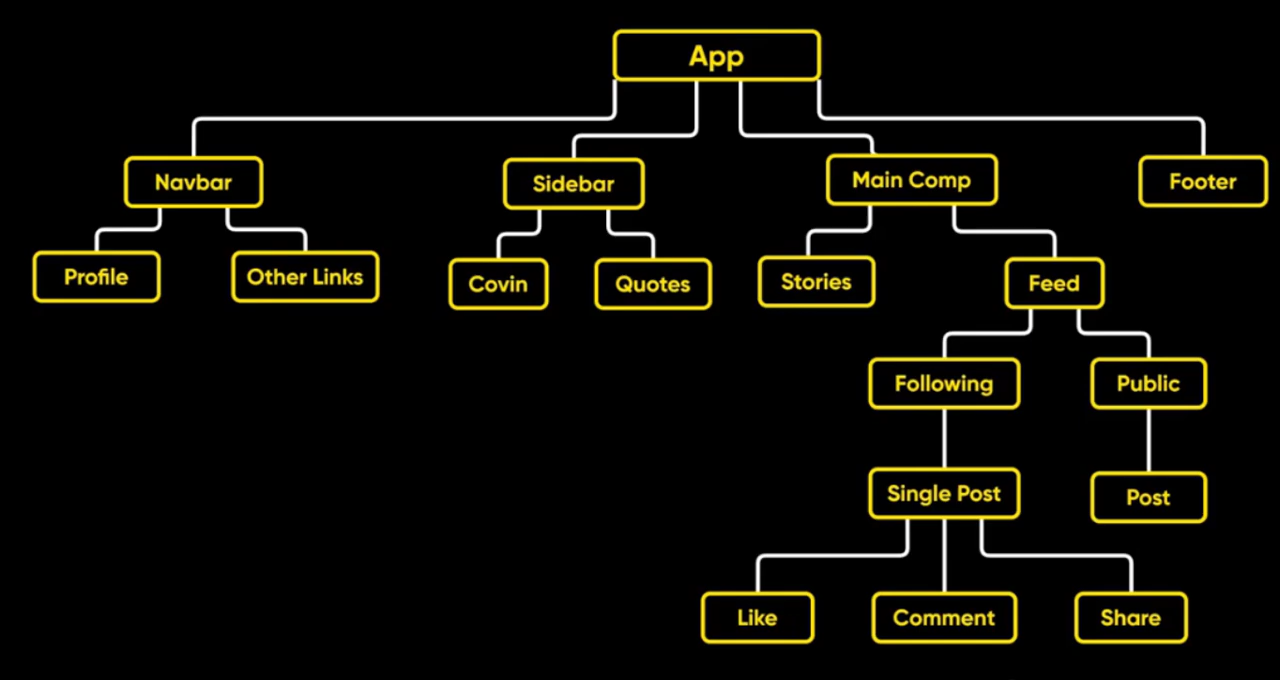 App
Navbar
Sidebar
Main Comp
Footer
Profile
Other Links
Covin
Quotes
Stories
Feed
Following
Public
Single Post
Post
Like
Comment
Share